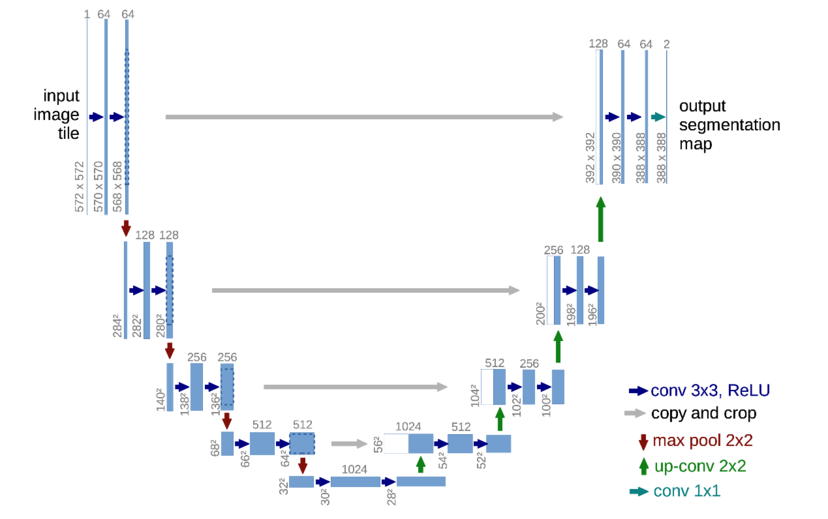 1 64 64
128 64 64 2
input
image
tile
output
segmentation
map
572 x 572
570 x 570
568 x 568
392 x 392
390 x 390
388 x 388
388 x 388
128 128
256 128
284²
282²
280²
200²
198²
196²
256 256
512 256
140²
138²
136²
104²
102²
100²
512 512
1024 512
68²
66²
64²
56²
54²
52²
1024
32²
30²
28²
conv 3x3, ReLU
copy and crop
max pool 2x2
up-conv 2x2
conv 1x1